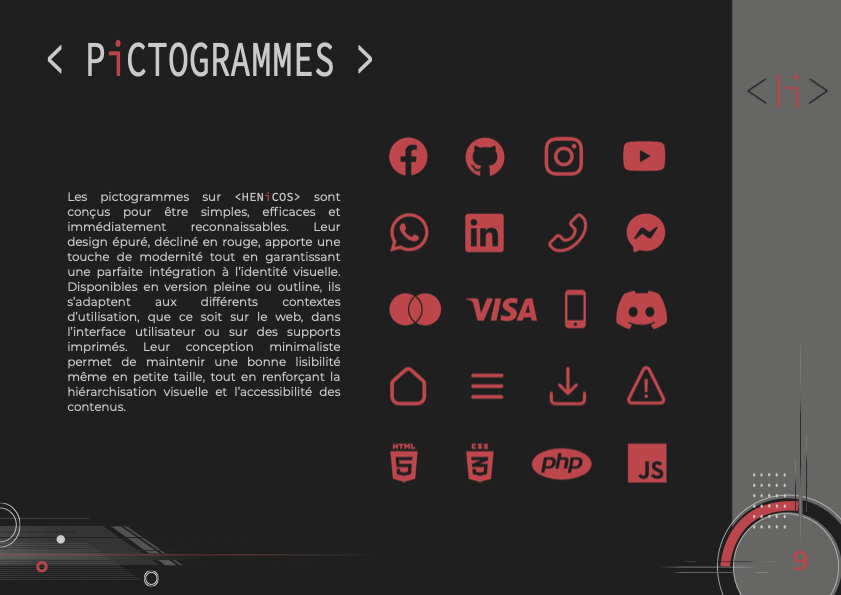 < PiCTOGRAMMES >
<Hi>
Les pictogrammes sur <HENiCOS> sont
conçus pour être simples, efficaces et
immédiatement reconnaissables. Leur
design épuré, décliné en rouge, apporte une
touche de modernité tout en garantissant
une parfaite intégration à l'identité visuelle.
Disponibles en version pleine ou outline, ils
s'adaptent aux différents contextes
d'utilisation, que ce soit sur le web, dans
l'interface utilisateur ou sur des supports
imprimés. Leur conception minimaliste
permet de maintenir une bonne lisibilité
même en petite taille, tout en renforçant la
hiérarchisation visuelle et l'accessibilité des
contenus.
in
VISA
HTML CSS
5 3 php JS
9